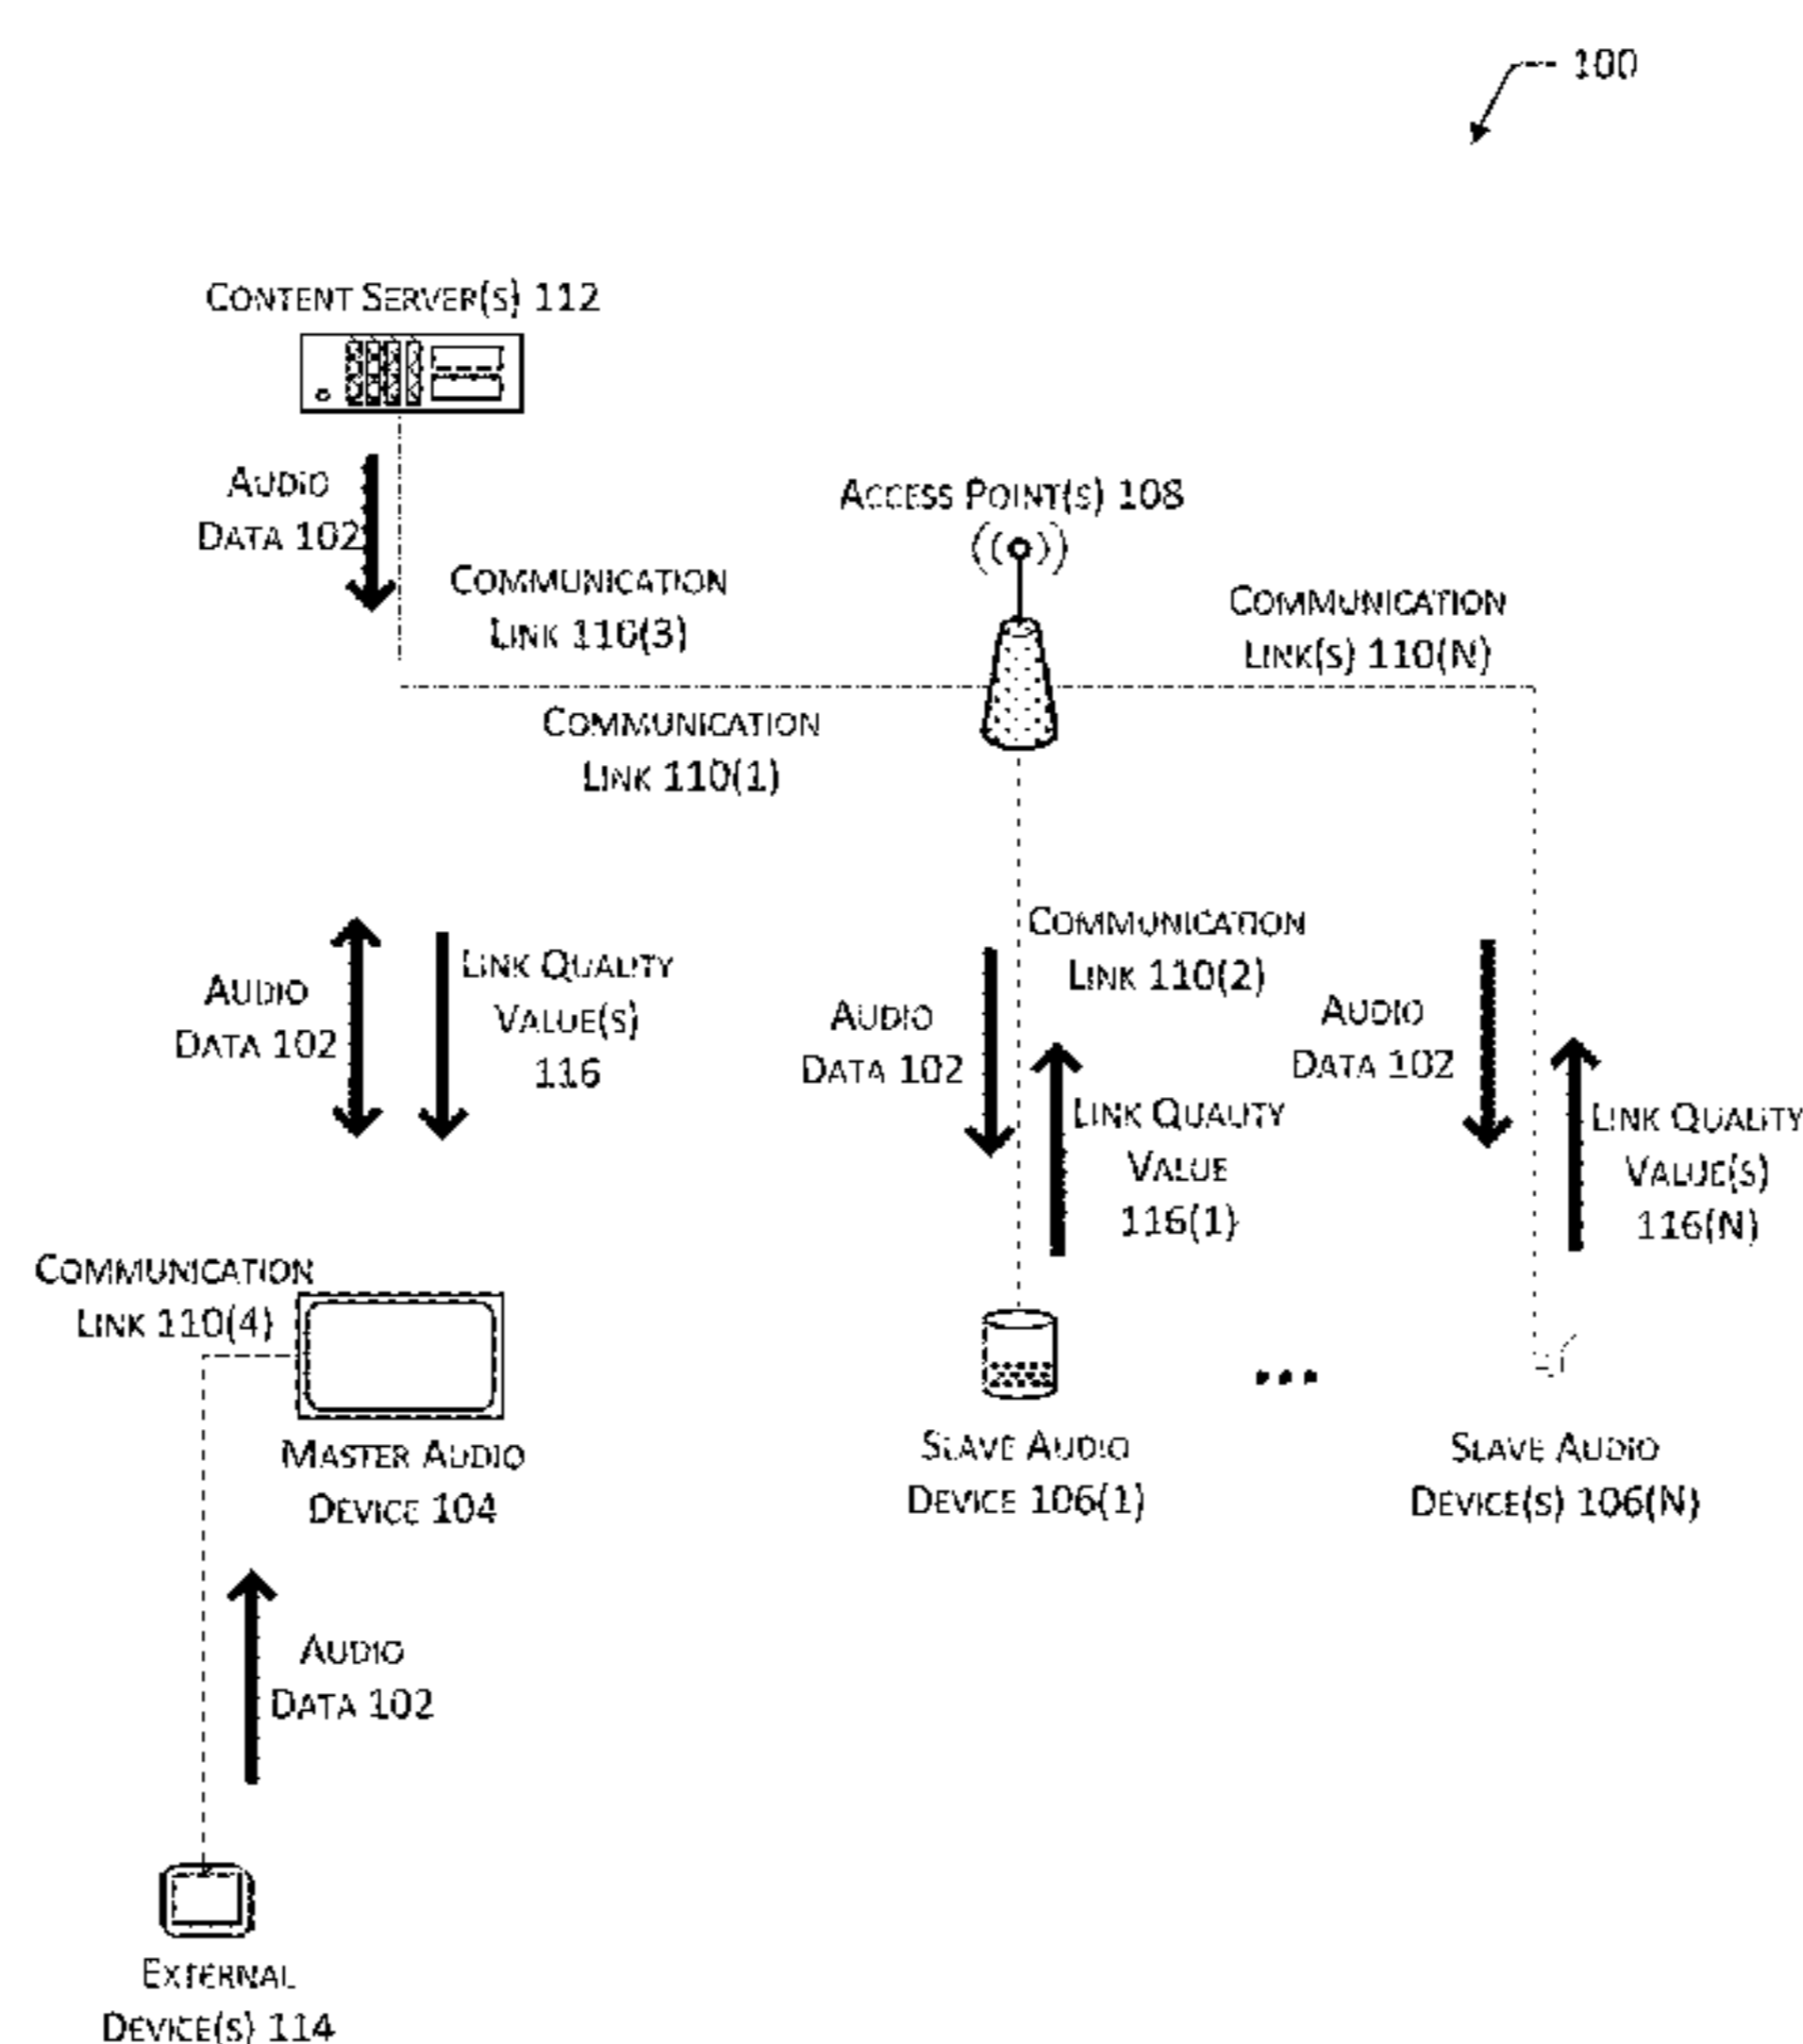 100
CONTENT SERVER(S) 112
AUDIO
DATA 102
ACCESS POINT(S) 108
COMMUNICATION
LINK 110(3)
COMMUNICATION
LINK(S) 110(N)
COMMUNICATION
LINK 110(1)
COMMUNICATION
LINK 110(2)
AUDIO
DATA 102
LINK QUALITY
VALUE(S)
116
AUDIO
DATA 102
LINK QUALITY
VALUE
116(1)
AUDIO
DATA 102
LINK QUALITY
VALUE(S)
116(N)
COMMUNICATION
LINK 110(4)
MASTER AUDIO
DEVICE 104
SLAVE AUDIO
DEVICE 106(1)
...
SLAVE AUDIO
DEVICE(S) 106(N)
AUDIO
DATA 102
EXTERNAL
DEVICE(S) 114